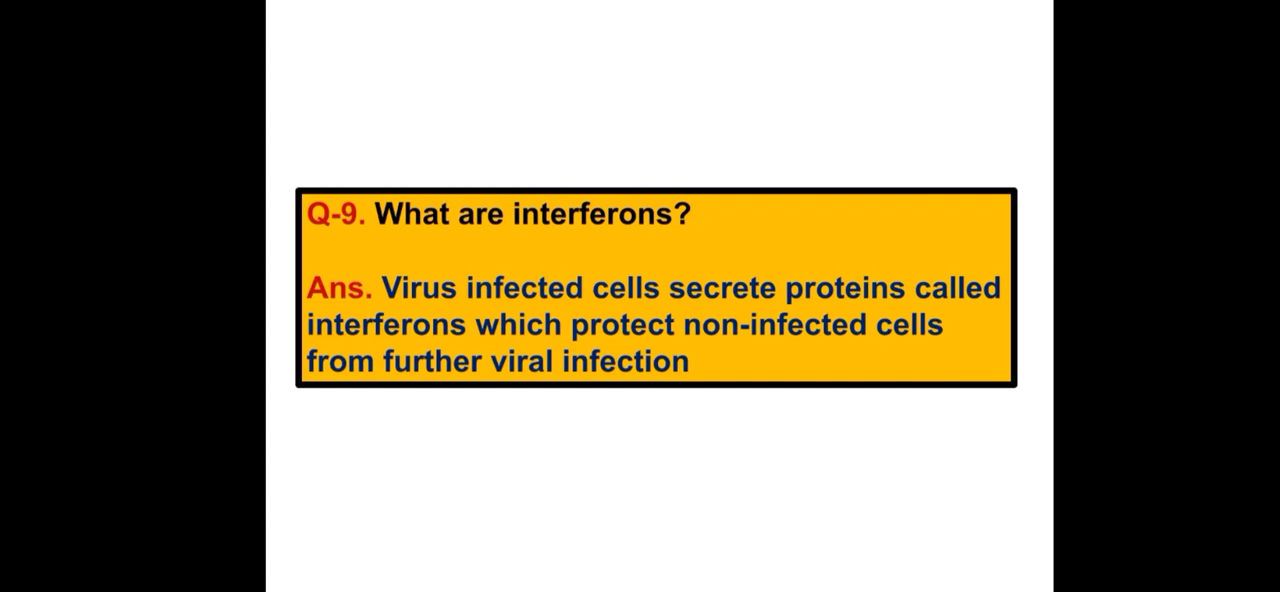 Q-9. What are interferons?
Ans. Virus infected cells secrete proteins called
interferons which protect non-infected cells
from further viral infection